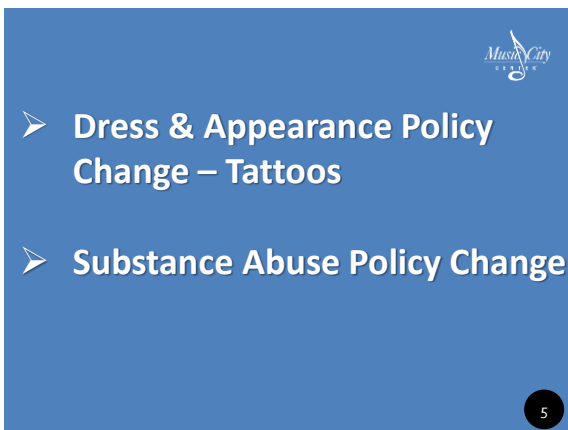 Music City
CENTER
➢ Dress & Appearance Policy
Change – Tattoos
➢ Substance Abuse Policy Change
5